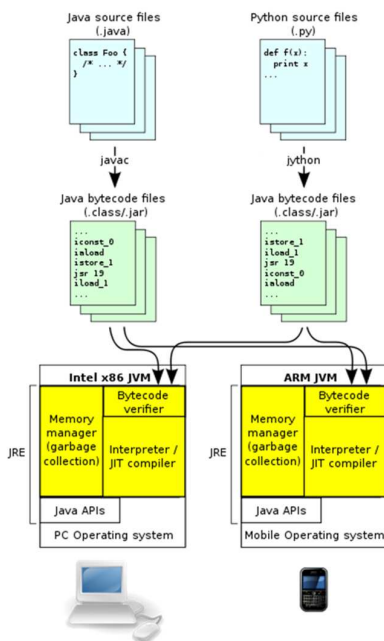 Java source files
(.java)
Python source files
(.py)
class Foo {
/* ... */
}
def f(x):
print x
...
javac
jython
Java bytecode files
(.class/.jar)
Java bytecode files
(.class/.jar)
...
iconst_0
iaload
istore_1
jsr 19
iload_1
...
...
istore_1
iload_1
jsr 19
iconst_0
iaload
...
Intel x86 JVM
Bytecode
verifier
Memory
manager
(garbage
collection)
Interpreter /
JIT compiler
JRE
Java APIs
PC Operating system
ARM JVM
Bytecode
verifier
Memory
manager
(garbage
collection)
Interpreter /
JIT compiler
JRE
Java APIs
Mobile Operating system